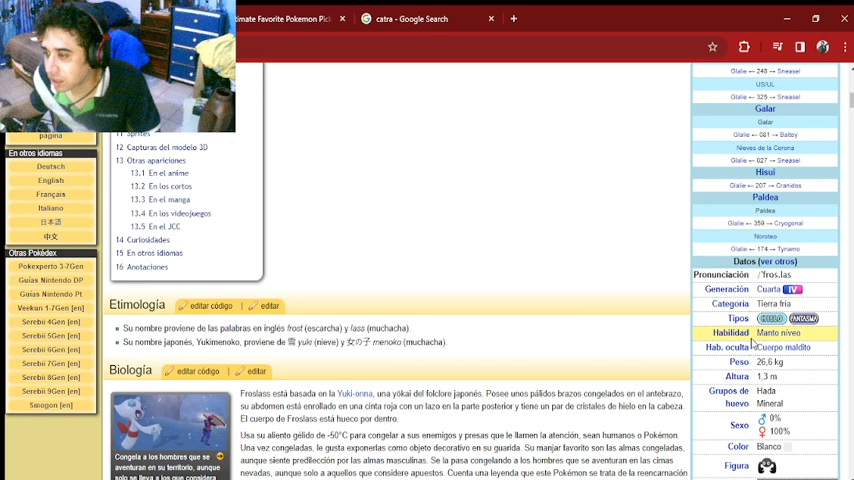 timate Favorite Pokemon Pick
catra - Google Search
página
En otros idiomas
Deutsch
English
Français
Italiano
日本語
中文
Otras Pokédex
Pokexperto 3-7Gen
Guías Nintendo DP
Guías Nintendo Pt
Veekun 1-7Gen [en]
Serebii 4Gen [en]
Serebii 5Gen [en]
Serebii 6Gen [en]
Serebii 7Gen [en]
Serebii 8Gen [en]
Serebii 9Gen [en]
Smogon [en]
11 Sprites
12 Capturas del modelo 3D
13 Otras apariciones
13.1 En el anime
13.2 En los cortos
13.3 En el manga
13.4 En los videojuegos
13.5 En el JCC
14 Curiosidades
15 En otros idiomas
16 Anotaciones
Etimología editar código | editar
Su nombre proviene de las palabras en inglés frost (escarcha) y lass (muchacha).
Su nombre japonés, Yukimenoko, proviene de 雪 yuki (nieve) y 女の子 menoko (muchacha).
Biología editar código | editar
Congela a los hombres que se
aventuran en su territorio, aunque
solo se lleva a los que considera
Froslass está basada en la Yuki-onna, una yōkai del folclore japonés. Posee unos pálidos brazos congelados en el antebrazo,
su abdomen está enrollado en una cinta roja con un lazo en la parte posterior y tiene un par de cristales de hielo en la cabeza.
El cuerpo de Froslass está hueco por dentro.
Usa su aliento gélido de -50°C para congelar a sus enemigos y presas que le llamen la atención, sean humanos o Pokémon.
Una vez congelados, le gusta exponerlas como objeto decorativo en su guarida. Su manjar favorito son las almas congeladas,
aunque siente predilección por las almas masculinas. Se la pasa congelando a los hombres que se aventuran en las cimas
nevadas, aunque solo a aquellos que considere apuestos. Cuenta una leyenda que este Pokémon se trata de la reencarnación
Glalie ← 248 → Sneasel
US/UL
Glalie ← 325 → Sneasel
Galar
Galar
Glalie ← 081 → Baltoy
Nieves de la Corona
Glalie ← 027 → Sneasel
Hisui
Glalie ← 207 → Cranidos
Paldea
Paldea
Glalie ← 359 → Cryogonal
Noroteo
Glalie ← 174 → Tynamo
Datos (ver otros)
Pronunciación /ˈfros.las
Generación Cuarta IV
Categoría Tierra fría
Tipos HIELO FANTASMA
Habilidad Manto níveo
Hab. oculta Cuerpo maldito
Peso 26,6 kg
Altura 1,3 m
Grupos de huevo Hada
Mineral
Sexo ♂ 0%
♀ 100%
Color Blanco
Figura